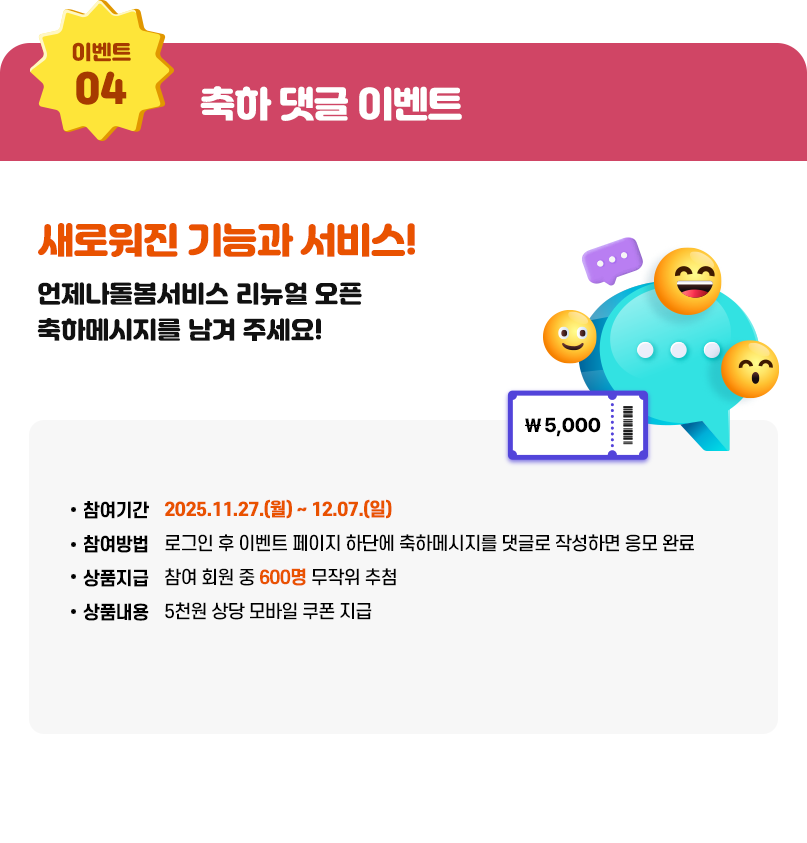 이벤트
04
축하 댓글 이벤트
새로워진 기능과 서비스!
언제나돌봄서비스 리뉴얼 오픈
축하메시지를 남겨 주세요!
₩5,000
• 참여기간 2025.11.27.(월) ~ 12.07.(일)
• 참여방법 로그인 후 이벤트 페이지 하단에 축하메시지를 댓글로 작성하면 응모 완료
• 상품지급 참여 회원 중 600명 무작위 추첨
• 상품내용 5천원 상당 모바일 쿠폰 지급